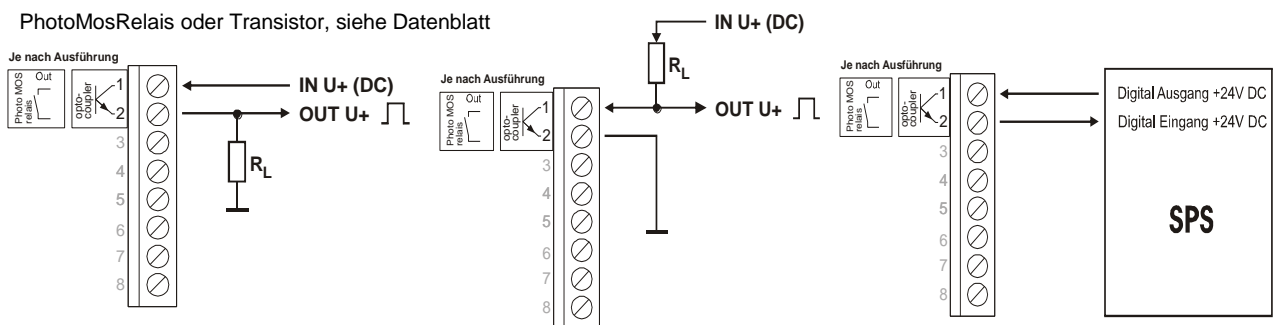 PhotoMosRelais oder Transistor, siehe Datenblatt
Je nach Ausführung
Photo MOS
relais
Out
opto-
coupler
1
2
3
4
5
6
7
8
IN U+ (DC)
OUT U+
RL
Je nach Ausführung
Photo MOS
relais
Out
opto-
coupler
1
2
3
4
5
6
7
8
IN U+ (DC)
RL
OUT U+
Je nach Ausführung
Photo MOS
relais
Out
opto-
coupler
1
2
3
4
5
6
7
8
Digital Ausgang +24V DC
Digital Eingang +24V DC
SPS